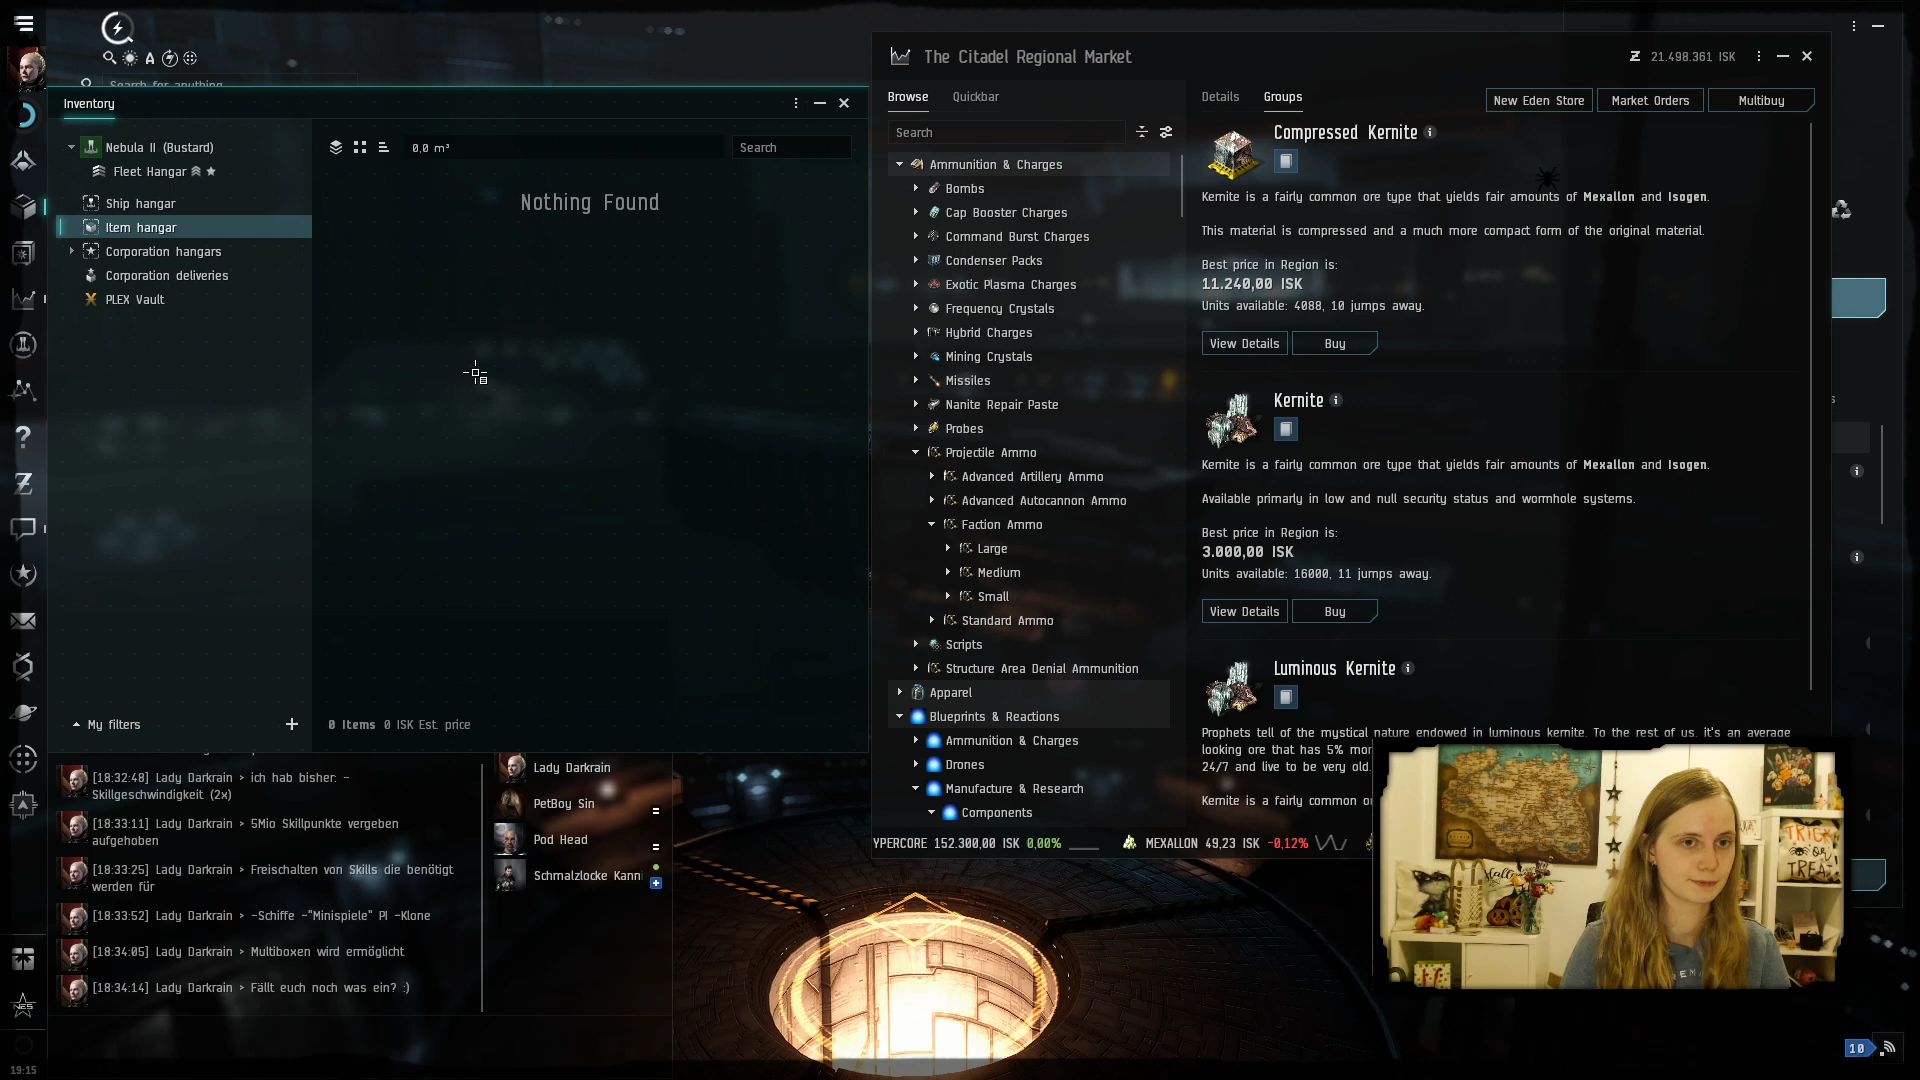 Search for anything
Inventory
Nebula II (Bustard)
Fleet Hangar
Ship hangar
Item hangar
Corporation hangars
Corporation deliveries
PLEX Vault
0,0 m³
Search
Nothing Found
My filters
0 Items 0 ISK Est. price
[18:32:48] Lady Darkrain > ich hab bisher: -
Skillgeschwindigkeit (2x)
[18:33:11] Lady Darkrain > 5Mio Skillpunkte vergeben
aufgehoben
[18:33:25] Lady Darkrain > Freischalten von Skills die benötigt
werden für
[18:33:52] Lady Darkrain > -Schiffe -"Minispiele" PI -Klone
[18:34:05] Lady Darkrain > Multiboxen wird ermöglicht
[18:34:14] Lady Darkrain > Fällt euch noch was ein? :)
Lady Darkrain
PetBoy Sin
Pod Head
Schmalzlocke Kanni
19:15
The Citadel Regional Market
21.498.361 ISK
Browse
Quickbar
Search
Ammunition & Charges
Bombs
Cap Booster Charges
Command Burst Charges
Condenser Packs
Exotic Plasma Charges
Frequency Crystals
Hybrid Charges
Mining Crystals
Missiles
Nanite Repair Paste
Probes
Projectile Ammo
Advanced Artillery Ammo
Advanced Autocannon Ammo
Faction Ammo
Large
Medium
Small
Standard Ammo
Scripts
Structure Area Denial Ammunition
Apparel
Blueprints & Reactions
Ammunition & Charges
Drones
Manufacture & Research
Components
Details
Groups
New Eden Store
Market Orders
Multibuy
Compressed Kernite
Kernite is a fairly common ore type that yields fair amounts of Mexallon and Isogen.
This material is compressed and a much more compact form of the original material.
Best price in Region is:
11.240,00 ISK
Units available: 4088, 10 jumps away.
View Details
Buy
Kernite
Kernite is a fairly common ore type that yields fair amounts of Mexallon and Isogen.
Available primarily in low and null security status and wormhole systems.
Best price in Region is:
3.000,00 ISK
Units available: 16000, 11 jumps away.
View Details
Buy
Luminous Kernite
Prophets tell of the mystical nature endowed in luminous kernite. To the rest of us, it's an average
looking ore that has 5% mor
24/7 and live to be very old.
Kernite is a fairly common o
YPERCORE 152.300,00 ISK 0,00%
MEXALLON 49,23 ISK -0,12%
TRICK
OR
TREAT
10
NES